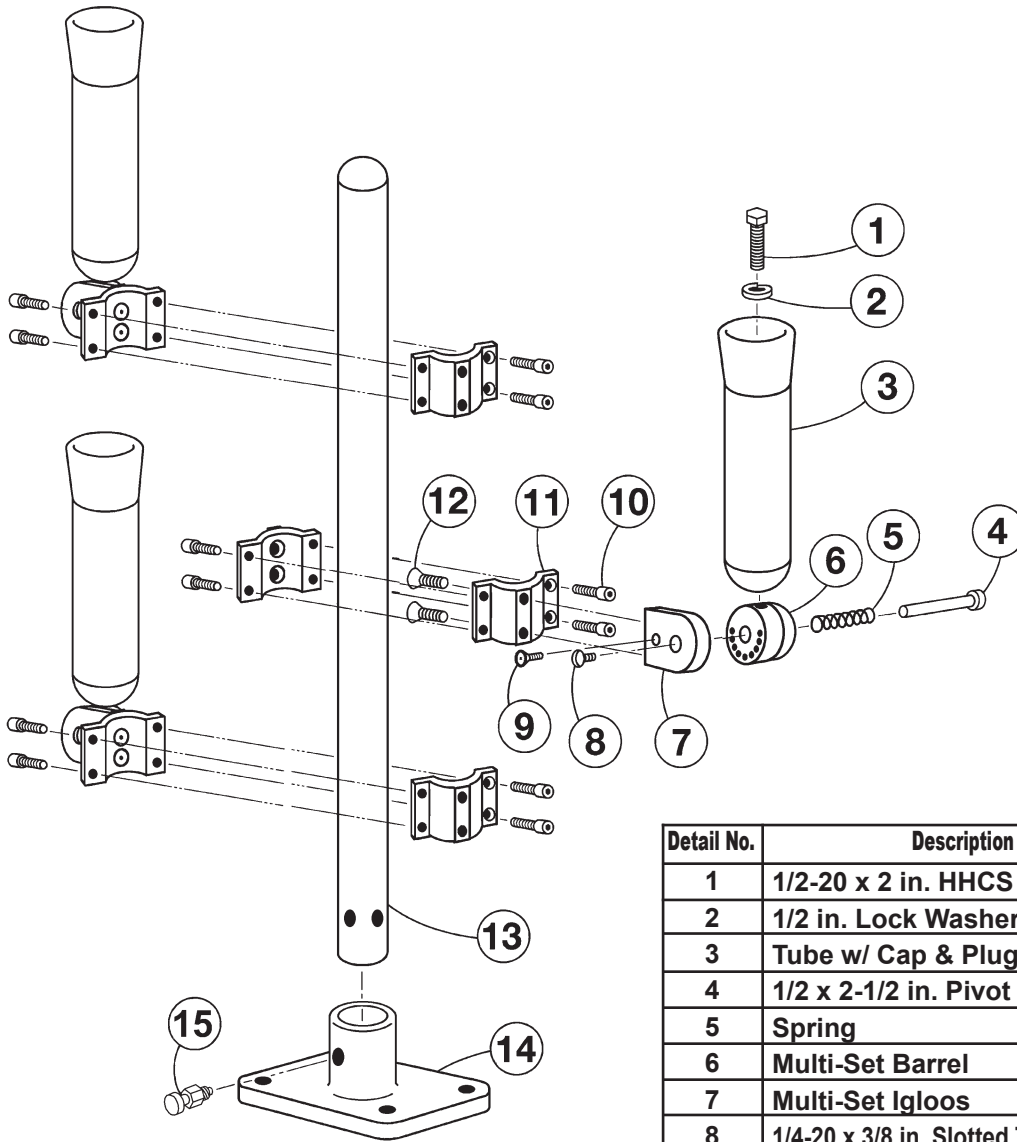 1
2
3
12
11
10
6
5
4
9
8
7
13
15
14
Detail No. Description
1 1/2-20 x 2 in. HHCS
2 1/2 in. Lock Washer
3 Tube w/ Cap & Plug
4 1/2 x 2-1/2 in. Pivot
5 Spring
6 Multi-Set Barrel
7 Multi-Set Igloos
8 1/4-20 x 3/8 in. Slotted